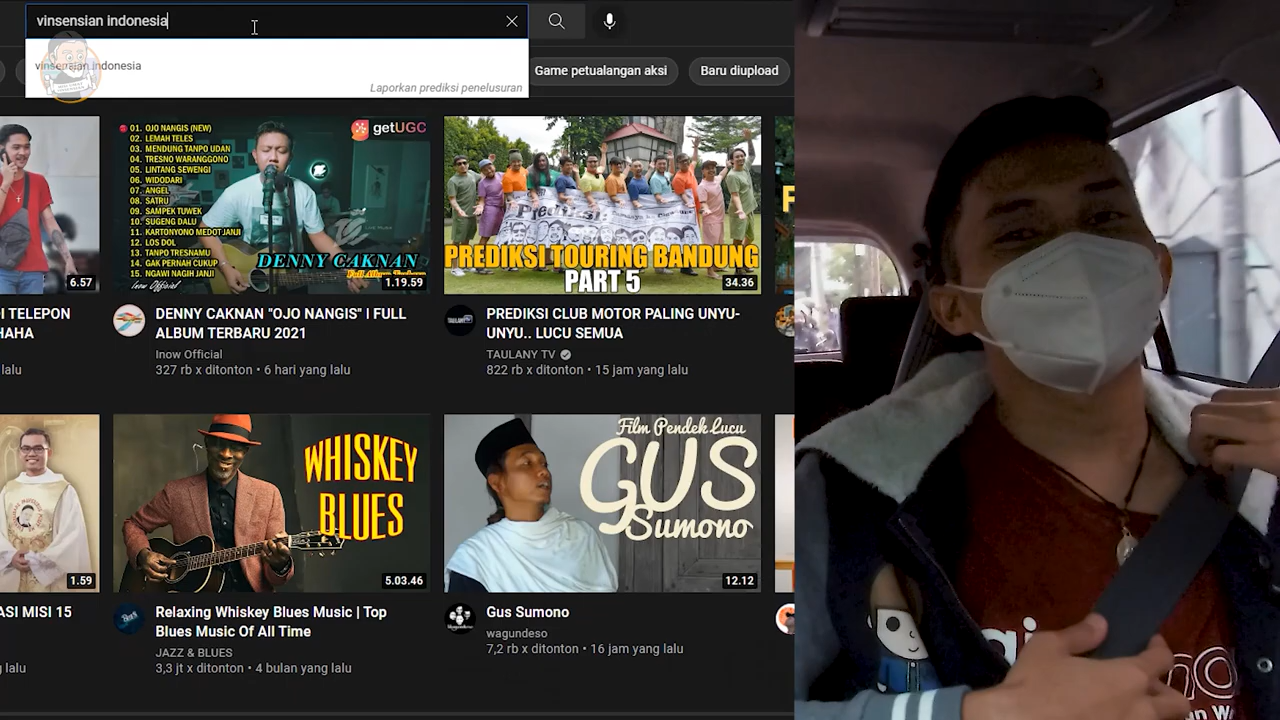 vinsensian indonesia
vinsensian indonesia
Laporkan prediksi penelusuran
Game petualangan aksi
Baru diupload
6.57
01. OJO NANGIS (NEW)
02. LEMAH TELES
03. MENDUNG TANPO UDAN
04. TRESNO WARANGGONO
05. LINTANG SEWENGI
06. WIDODARI
07. ANGEL
08. SATRU
09. SAMPEK TUWEK
10. SUGENG DALU
11. KARTONYONO MEDOT JANJI
12. LOS DOL
13. TANPO TRESNAMU
14. GAK PERNAH CUKUP
15. NGAWI NAGIH JANJI
Inow Official
getUGC
DENNY CAKNAN
Full Album Terbaru
1.19.59
Prediksi
PREDIKSI TOURING BANDUNG
PART 5
34.36
I TELEPON
HAHA
lalu
DENNY CAKNAN "OJO NANGIS" | FULL
ALBUM TERBARU 2021
Inow Official
327 rb x ditonton • 6 hari yang lalu
TAULANY
PREDIKSI CLUB MOTOR PALING UNYU-
UNYU.. LUCU SEMUA
TAULANY TV
822 rb x ditonton • 15 jam yang lalu
1.59
WHISKEY
BLUES
5.03.46
Film Pendek Lucu
GUS
Sumono
12.12
ASI MISI 15
g lalu
Relaxing Whiskey Blues Music | Top
Blues Music Of All Time
JAZZ & BLUES
3,3 jt x ditonton • 4 bulan yang lalu
Gus Sumono
wagundeso
7,2 rb x ditonton • 16 jam yang lalu